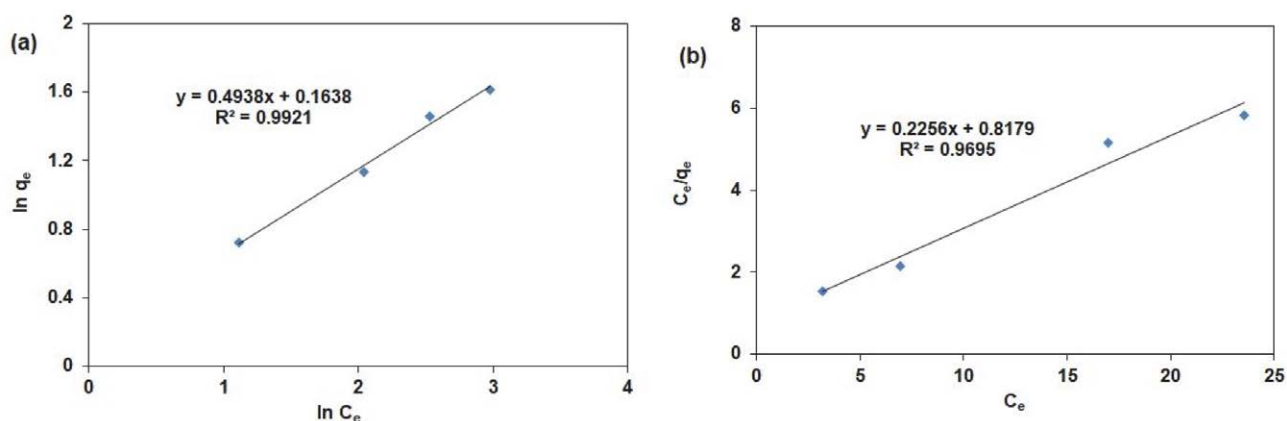 (a)
2
1.6
1.2
0.8
0.4
0
ln qₑ
y = 0.4938x + 0.1638
R² = 0.9921
0 1 2 3 4
ln Cₑ
(b)
8
6
4
2
0
Cₑ/qₑ
y = 0.2256x + 0.8179
R² = 0.9695
0 5 10 15 20 25
Cₑ